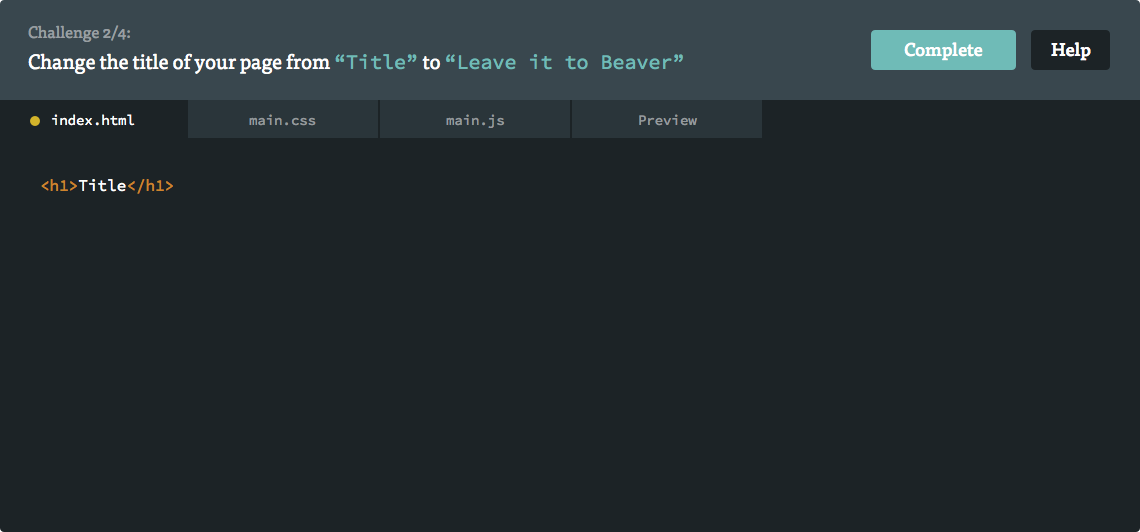 Challenge 2/4:
Change the title of your page from “Title” to “Leave it to Beaver”
Complete
Help
index.html
main.css
main.js
Preview
<h1>Title</h1>